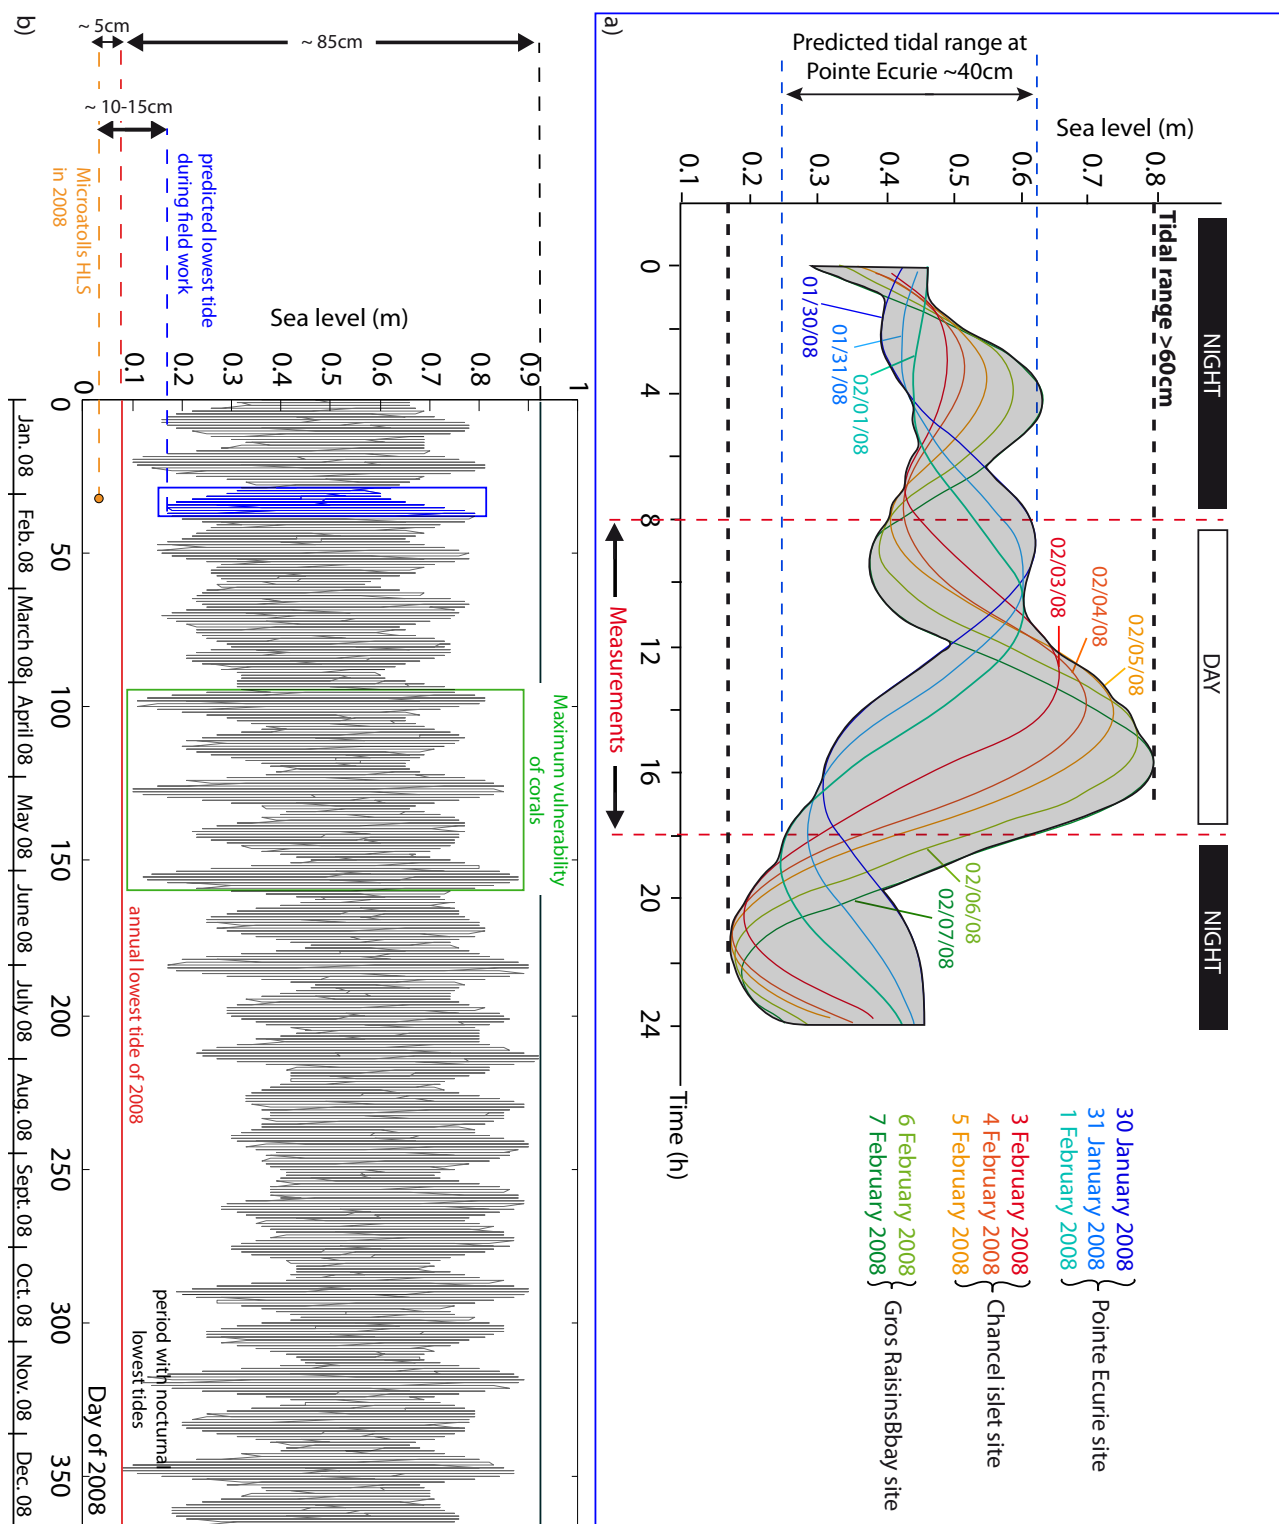 a)
Predicted tidal range at
Pointe Ecurie ~40cm
Sea level (m)
0.1
0.2
0.3
0.4
0.5
0.6
0.7
0.8
Tidal range >60cm
NIGHT
DAY
NIGHT
0
4
8
12
16
20
24
Time (h)
Measurements
01/30/08
01/31/08
02/01/08
02/03/08
02/04/08
02/05/08
02/06/08
02/07/08
30 January 2008
31 January 2008
1 February 2008
Pointe Ecurie site
3 February 2008
4 February 2008
5 February 2008
Chancel islet site
6 February 2008
7 February 2008
Gros RaisinsBbay site
b)
~ 5cm
~ 85cm
~ 10-15cm
predicted lowest tide
during field work
Microatolls HLS
in 2008
Sea level (m)
0
0.1
0.2
0.3
0.4
0.5
0.6
0.7
0.8
0.9
1
Maximum vulnerability
of corals
annual lowest tide of 2008
period with nocturnal
lowest tides
Day of 2008
0
50
100
150
200
250
300
350
Jan. 08
Feb. 08
March 08
April 08
May 08
June 08
July 08
Aug. 08
Sept. 08
Oct. 08
Nov. 08
Dec. 08